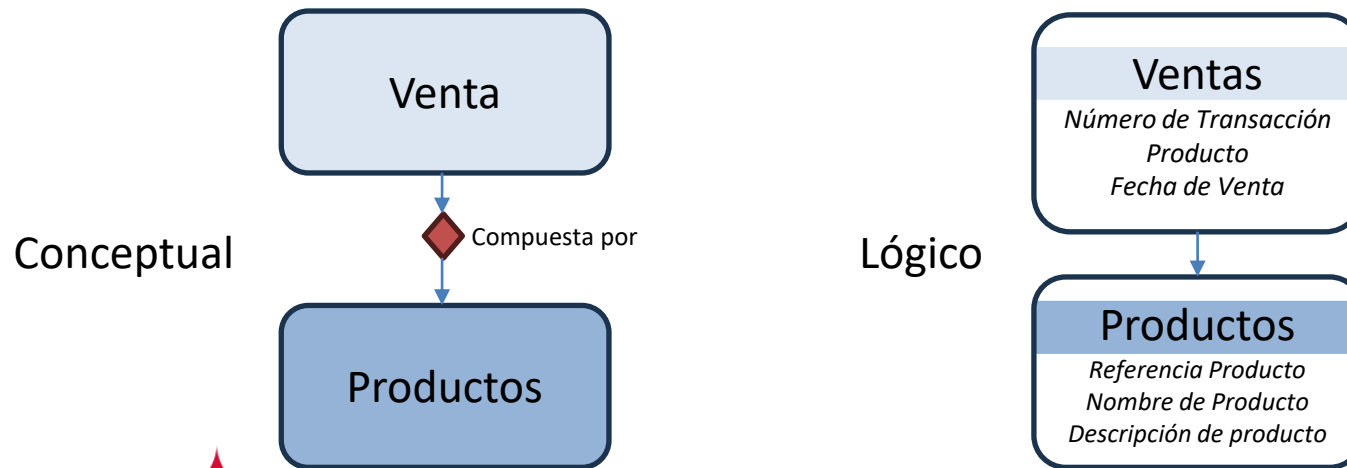 Conceptual
Venta
Compuesta por
Productos
Lógico
Ventas
Número de Transacción
Producto
Fecha de Venta
Productos
Referencia Producto
Nombre de Producto
Descripción de producto